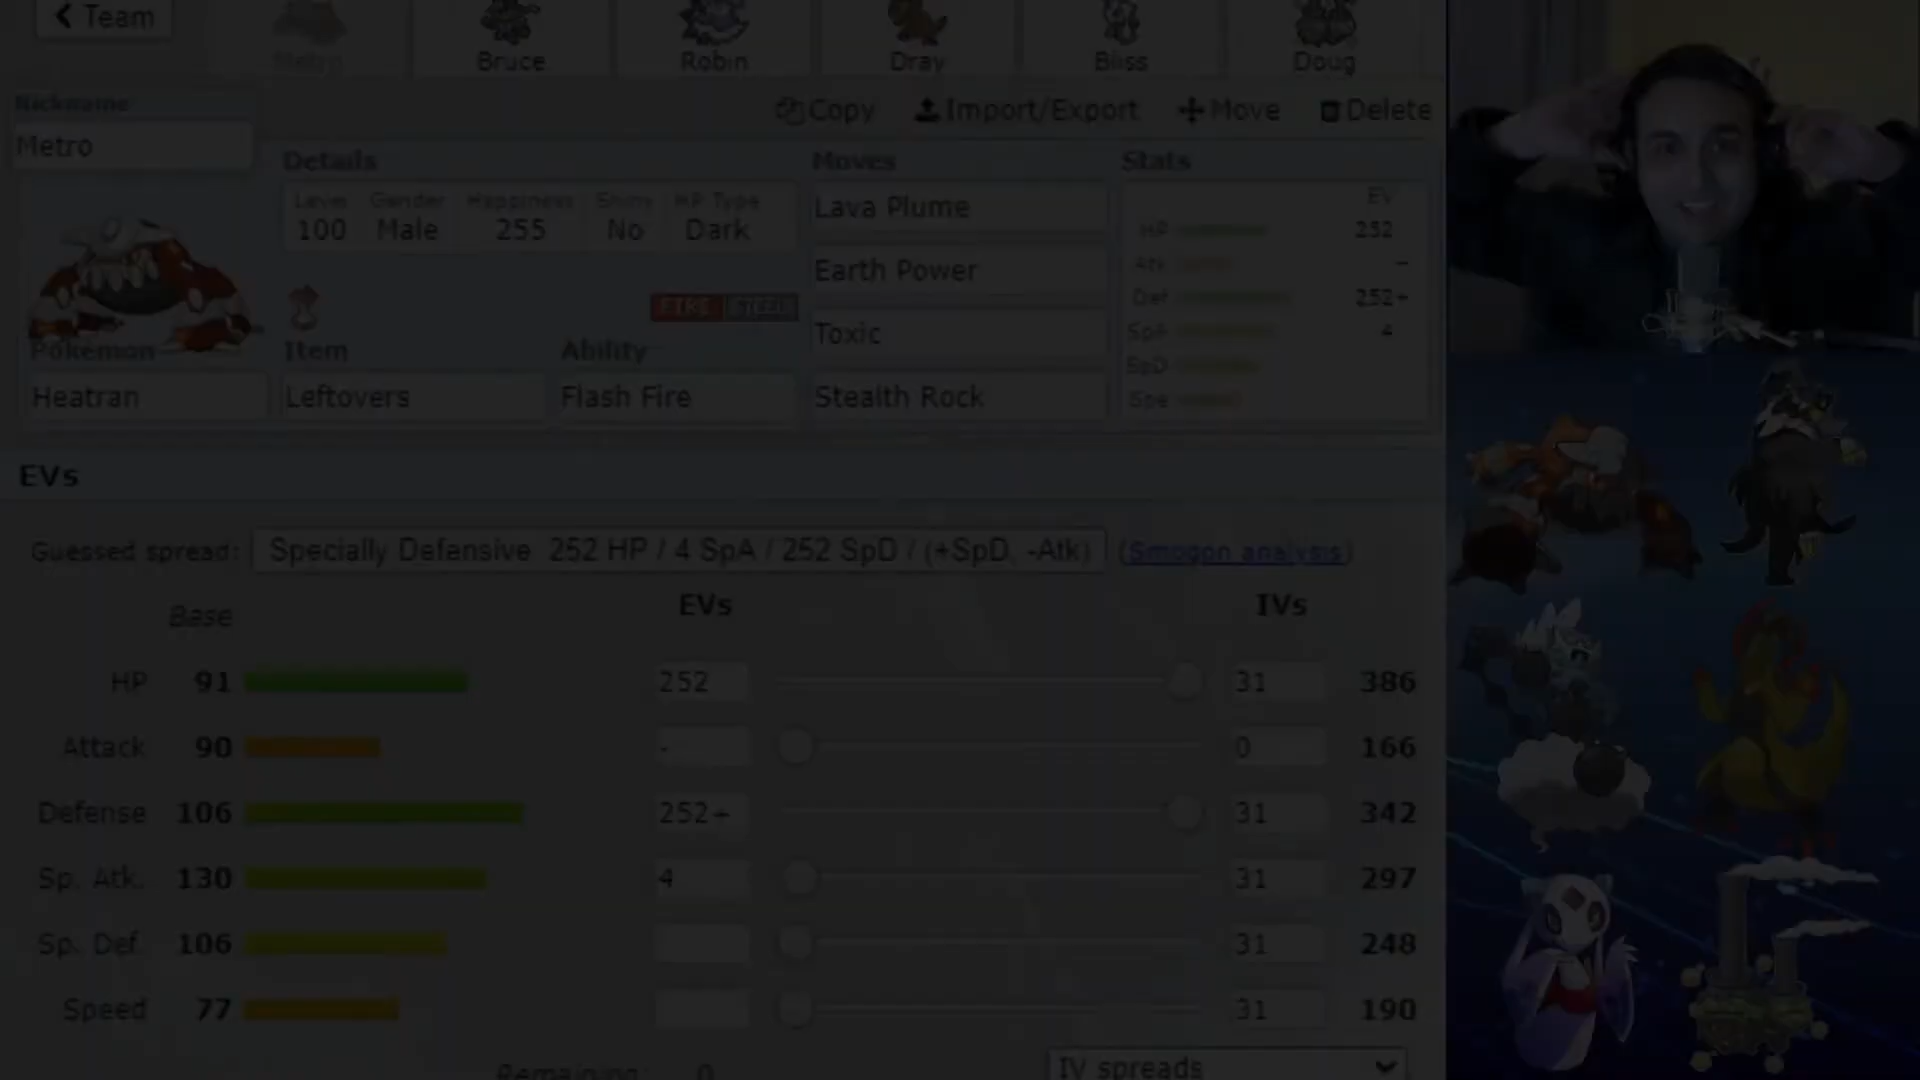 Team
Metro
Bruce
Robin
Dray
Bliss
Doug
Nickname
Metro
Copy
Import/Export
Move
Delete
Details
Moves
Stats
Level Gender Happiness Shiny HP Type
100 Male 255 No Dark
Lava Plume
Earth Power
Toxic
Stealth Rock
EV
HP 252
Atk -
Def 252+
SpA 4
SpD
Spe
FIRE STEEL
Pokémon Item Ability
Heatran Leftovers Flash Fire
EVs
Guessed spread: Specially Defensive 252 HP / 4 SpA / 252 SpD / (+SpD, -Atk) (Smogon analysis)
Base EVs IVs
HP 91 252 31 386
Attack 90 - 0 166
Defense 106 252+ 31 342
Sp. Atk. 130 4 31 297
Sp. Def. 106 31 248
Speed 77 31 190
Remaining: 0
IV spreads